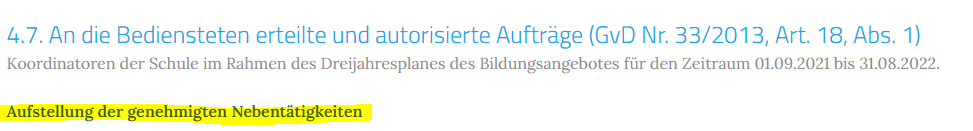 4.7. An die Bediensteten erteilte und autorisierte Aufträge (GvD Nr. 33/2013, Art. 18, Abs. 1)
Koordinatoren der Schule im Rahmen des Dreijahresplanes des Bildungsangebotes für den Zeitraum 01.09.2021 bis 31.08.2022.
Aufstellung der genehmigten Nebentätigkeiten